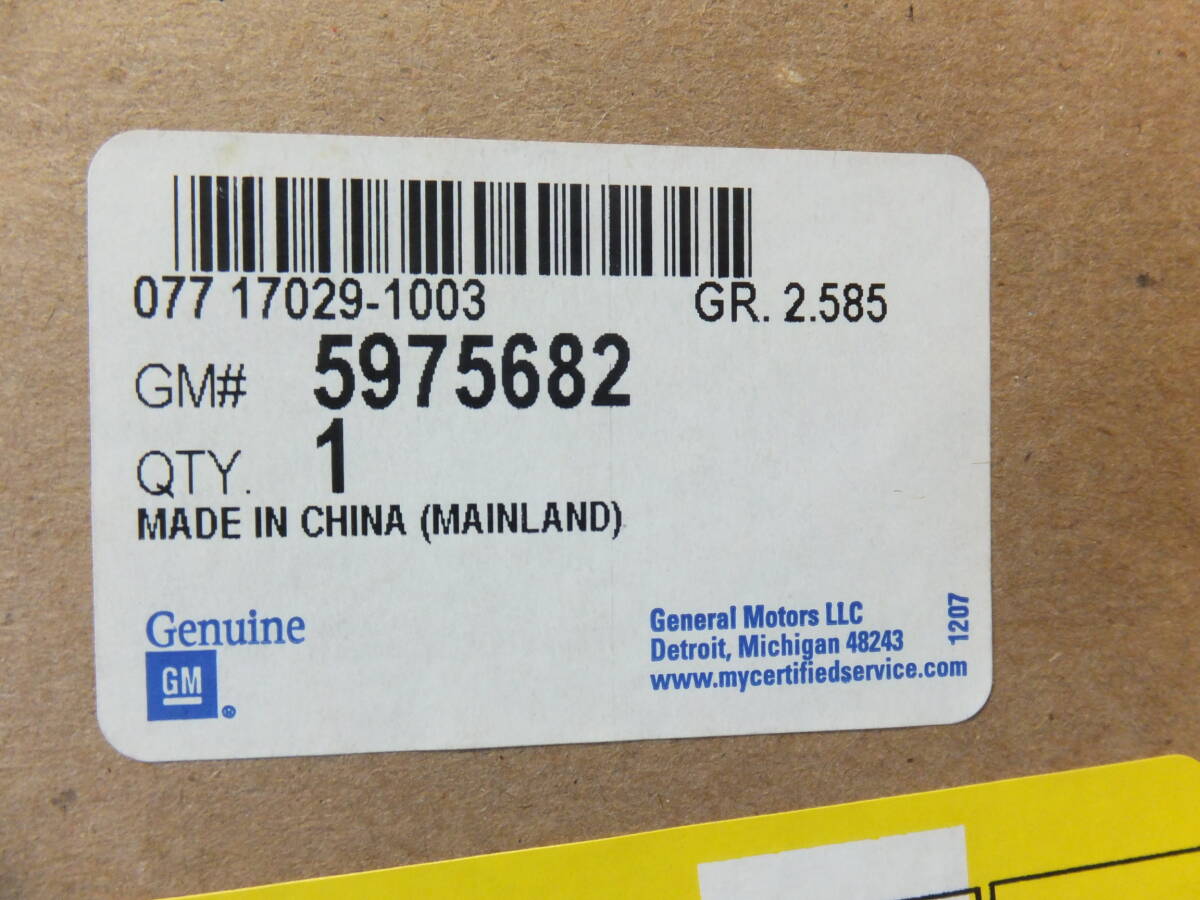 077 17029-1003 GR. 2.585
GM# 5975682
QTY. 1
MADE IN CHINA (MAINLAND)
Genuine
GM®
General Motors LLC
Detroit, Michigan 48243
www.mycertifiedservice.com
1207